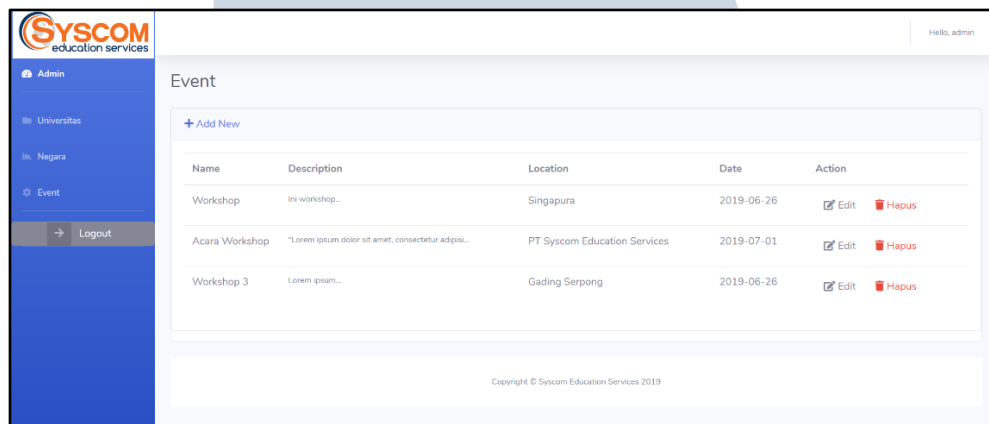 SYSCOM
education services
Hello, admin
Admin
Universitas
Negara
Event
Logout
Event
+ Add New
Name Description Location Date Action
Workshop Ini workshop... Singapura 2019-06-26 Edit Hapus
Acara Workshop "Lorem ipsum dolor sit amet, consectetur adipisi... PT Syscom Education Services 2019-07-01 Edit Hapus
Workshop 3 Lorem ipsum... Gading Serpong 2019-06-26 Edit Hapus
Copyright © Syscom Education Services 2019